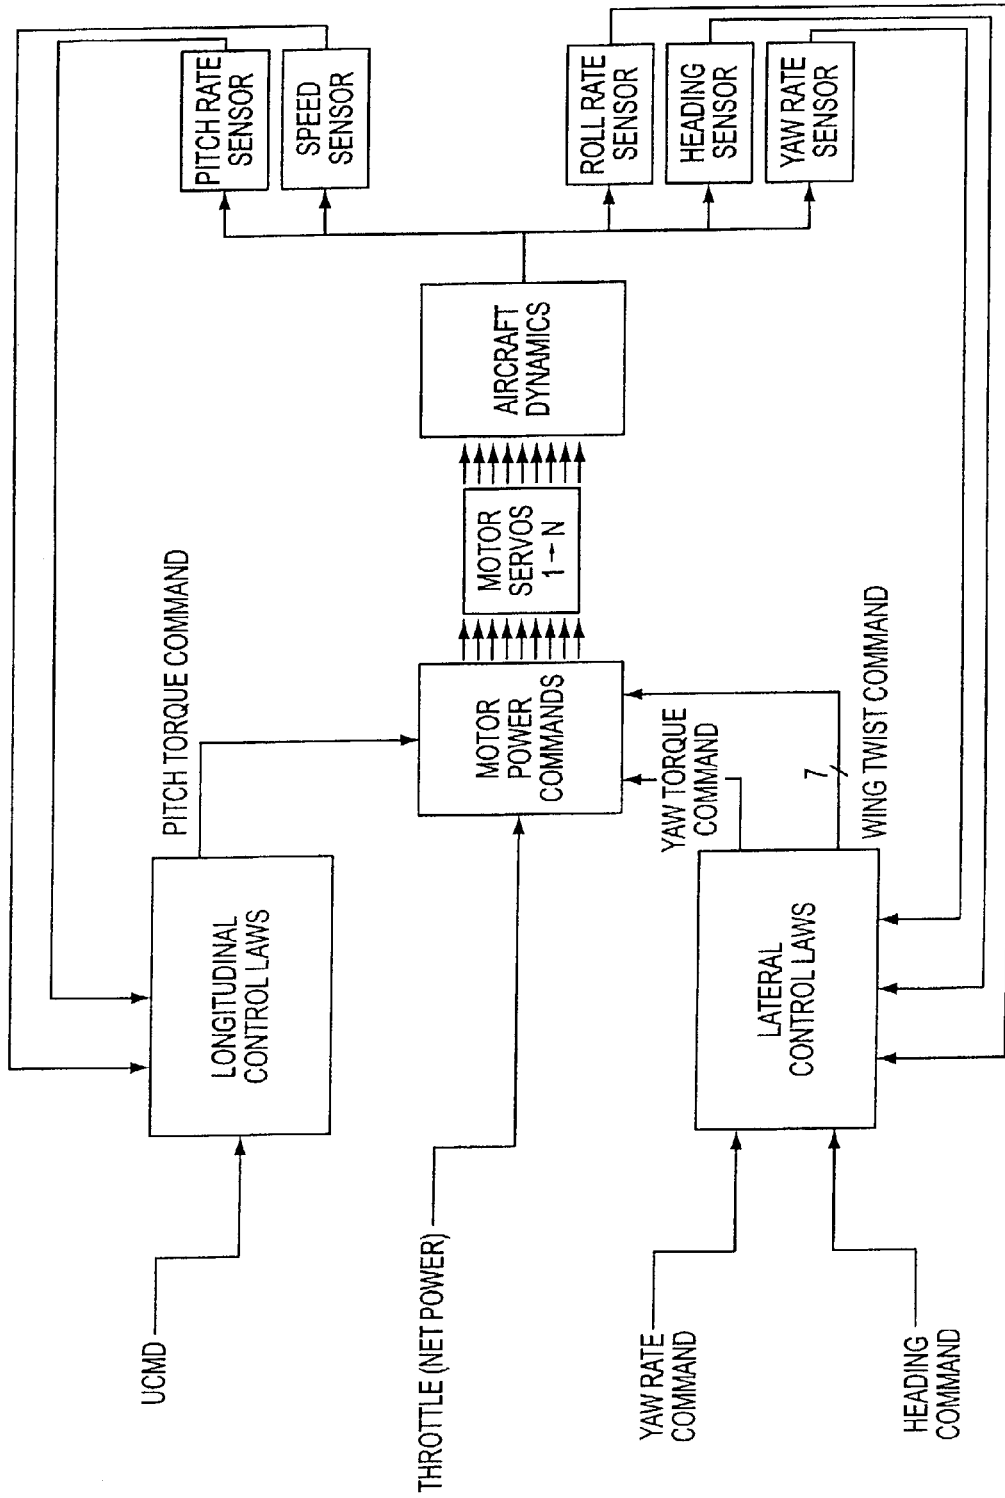 UCMD
LONGITUDINAL
CONTROL LAWS
PITCH TORQUE COMMAND
PITCH RATE
SENSOR
SPEED
SENSOR
THROTTLE (NET POWER)
MOTOR
POWER
COMMANDS
MOTOR
SERVOS
1→N
AIRCRAFT
DYNAMICS
ROLL RATE
SENSOR
HEADING
SENSOR
YAW RATE
SENSOR
YAW TORQUE
COMMAND
7
WING TWIST COMMAND
YAW RATE
COMMAND
LATERAL
CONTROL LAWS
HEADING
COMMAND